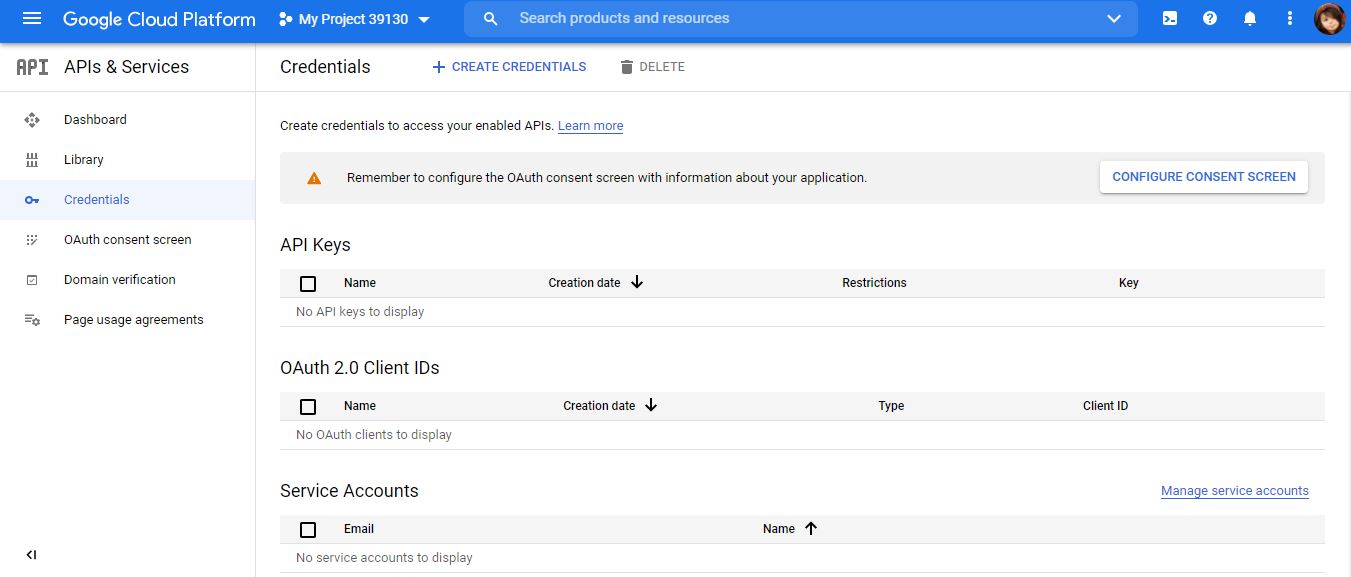 Google Cloud Platform My Project 39130 Search products and resources
API APIs & Services Credentials + CREATE CREDENTIALS DELETE
Dashboard
Library
Credentials
OAuth consent screen
Domain verification
Page usage agreements
Create credentials to access your enabled APIs. Learn more
Remember to configure the OAuth consent screen with information about your application. CONFIGURE CONSENT SCREEN
API Keys
Name Creation date Restrictions Key
No API keys to display
OAuth 2.0 Client IDs
Name Creation date Type Client ID
No OAuth clients to display
Service Accounts Manage service accounts
Email Name
No service accounts to display